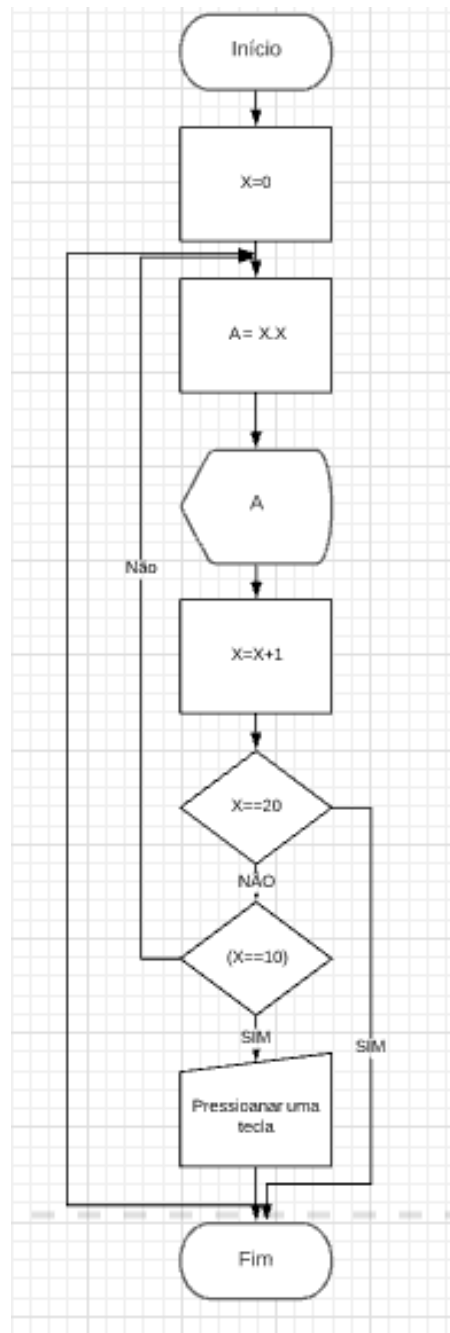 Início
X=0
A= X.X
A
Não
X=X+1
X==20
NÃO
(X==10)
SIM
SIM
Pressioanar uma
tecla
Fim